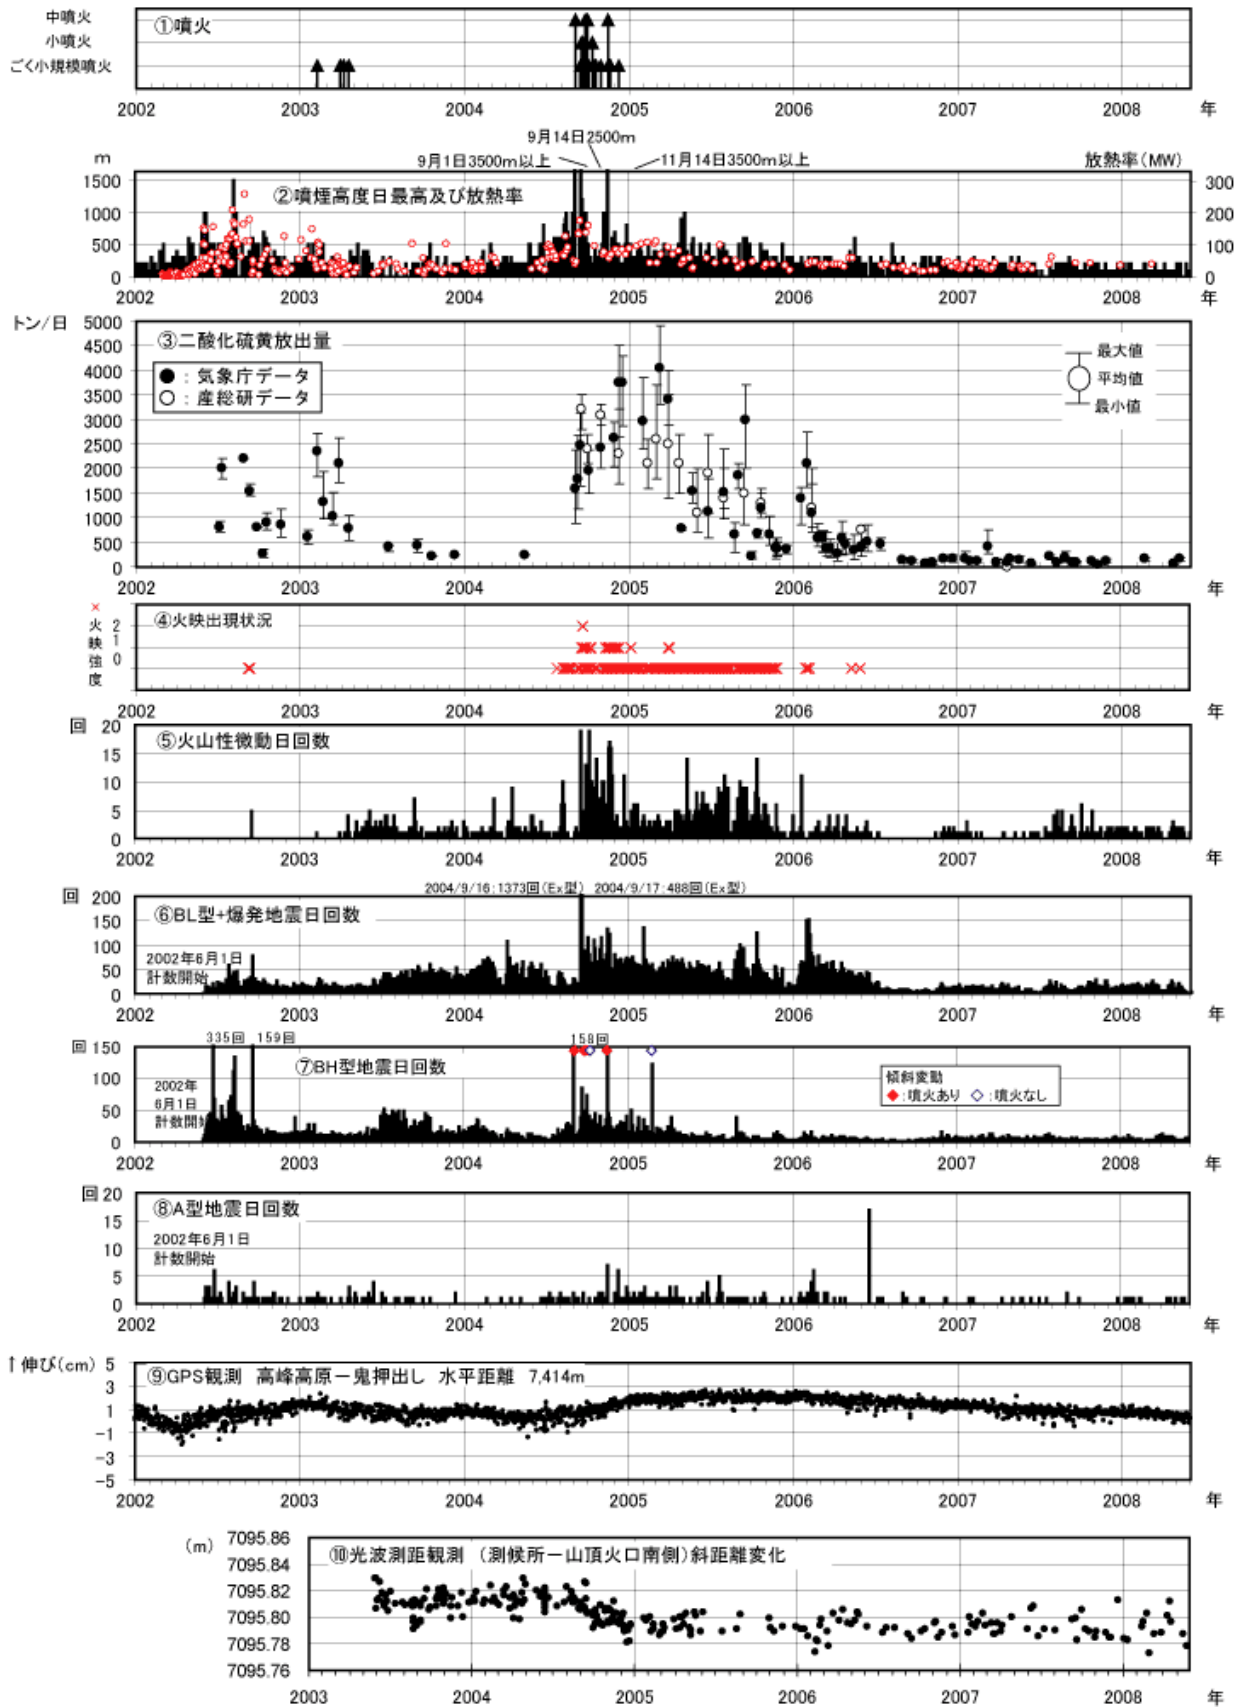 中噴火
小噴火
ごく小規模噴火
①噴火
2002 2003 2004 2005 2006 2007 2008 年
9月14日2500m
9月1日3500m以上
11月14日3500m以上
m
放熱率(MW)
②噴煙高度日最高及び放熱率
1500
1000
500
0
300
200
100
0
2002 2003 2004 2005 2006 2007 2008 年
トン/日
③二酸化硫黄放出量
●:気象庁データ
○:産総研データ
最大値
平均値
最小値
5000
4500
4000
3500
3000
2500
2000
1500
1000
500
0
2002 2003 2004 2005 2006 2007 2008 年
×火映強度
2
1
0
④火映出現状況
2002 2003 2004 2005 2006 2007 2008 年
回
⑤火山性微動日回数
20
15
10
5
0
2002 2003 2004 2005 2006 2007 2008 年
2004/9/16:1373回(Ex型) 2004/9/17:488回(Ex型)
回
⑥BL型+爆発地震日回数
2002年6月1日
計数開始
200
150
100
50
0
2002 2003 2004 2005 2006 2007 2008 年
335回 159回
158回
回
⑦BH型地震日回数
2002年
6月1日
計数開始
傾斜変動
◆:噴火あり ◇:噴火なし
150
100
50
0
2002 2003 2004 2005 2006 2007 2008 年
回
⑧A型地震日回数
2002年6月1日
計数開始
20
15
10
5
0
2002 2003 2004 2005 2006 2007 2008 年
↑伸び(cm)
⑨GPS観測 高峰高原－鬼押出し 水平距離 7,414m
5
3
1
-1
-3
-5
2002 2003 2004 2005 2006 2007 2008 年
(m)
⑩光波測距観測 (測候所－山頂火口南側)斜距離変化
7095.86
7095.84
7095.82
7095.80
7095.78
7095.76
2003 2004 2005 2006 2007 2008 年